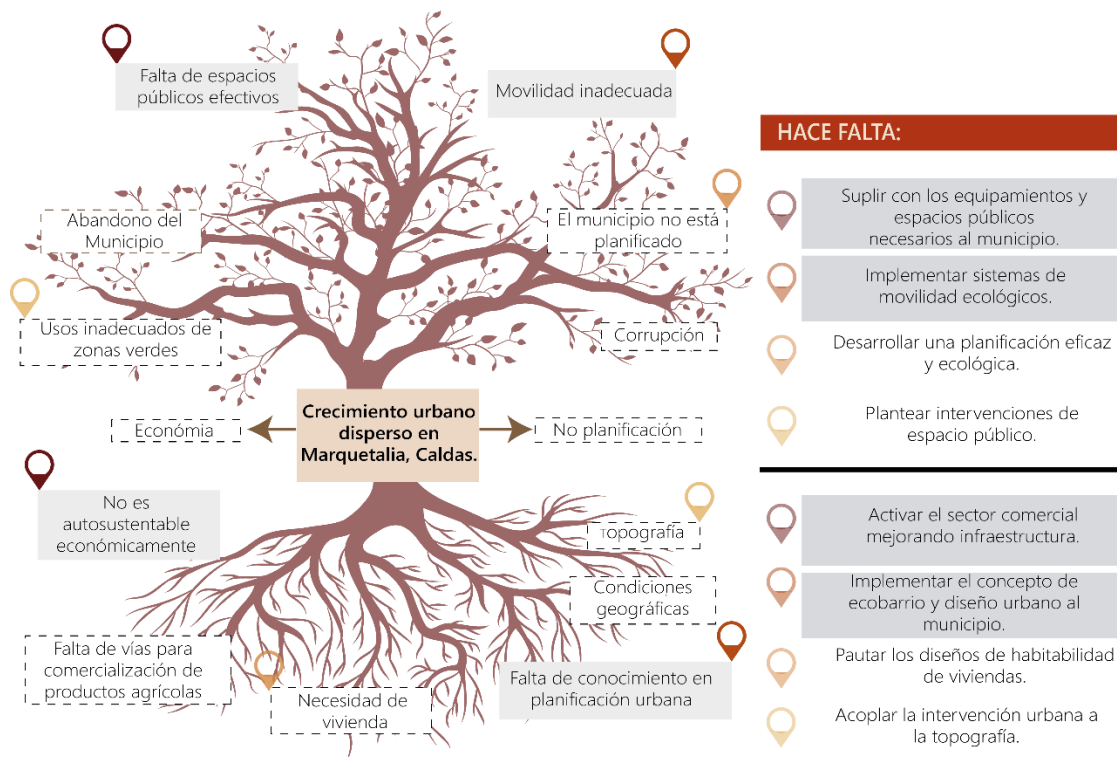 Falta de espacios
públicos efectivos
Movilidad inadecuada
Abandono del
Municipio
El municipio no está
planificado
Usos inadecuados de
zonas verdes
Corrupción
Económia
Crecimiento urbano
disperso en
Marquetalia, Caldas.
No planificación
No es
autosustentable
económicamente
Topografía
Condiciones
geográficas
Falta de vías para
comercialización de
productos agrícolas
Necesidad de
vivienda
Falta de conocimiento en
planificación urbana
HACE FALTA:
Suplir con los equipamientos y
espacios públicos
necesarios al municipio.
Implementar sistemas de
movilidad ecológicos.
Desarrollar una planificación eficaz
y ecológica.
Plantear intervenciones de
espacio público.
Activar el sector comercial
mejorando infraestructura.
Implementar el concepto de
ecobarrio y diseño urbano al
municipio.
Pautar los diseños de habitabilidad
de viviendas.
Acoplar la intervención urbana a
la topografía.